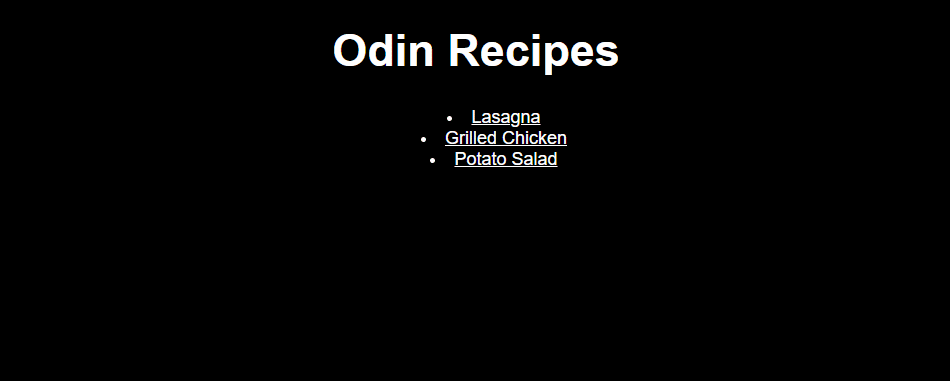 Odin Recipes
• Lasagna
• Grilled Chicken
• Potato Salad